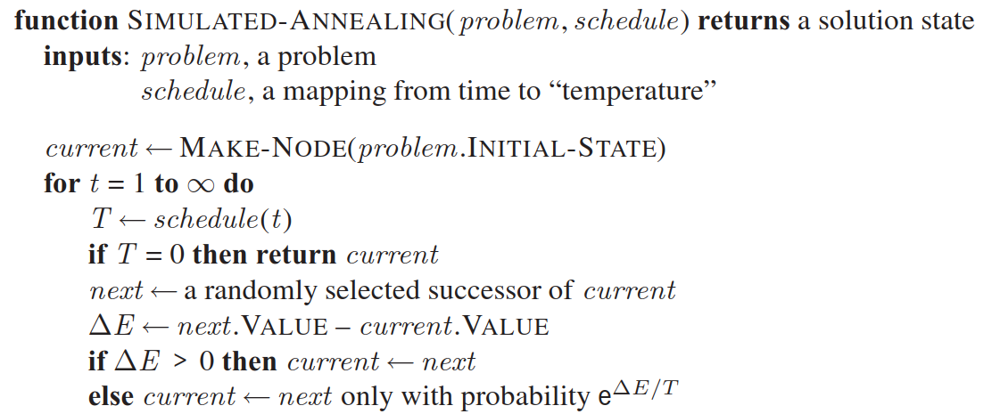 function SIMULATED-ANNEALING(problem, schedule) returns a solution state
inputs: problem, a problem
schedule, a mapping from time to “temperature”
current ← MAKE-NODE(problem.INITIAL-STATE)
for t = 1 to ∞ do
T ← schedule(t)
if T = 0 then return current
next ← a randomly selected successor of current
ΔE ← next.VALUE – current.VALUE
if ΔE > 0 then current ← next
else current ← next only with probability e^{ΔE/T}